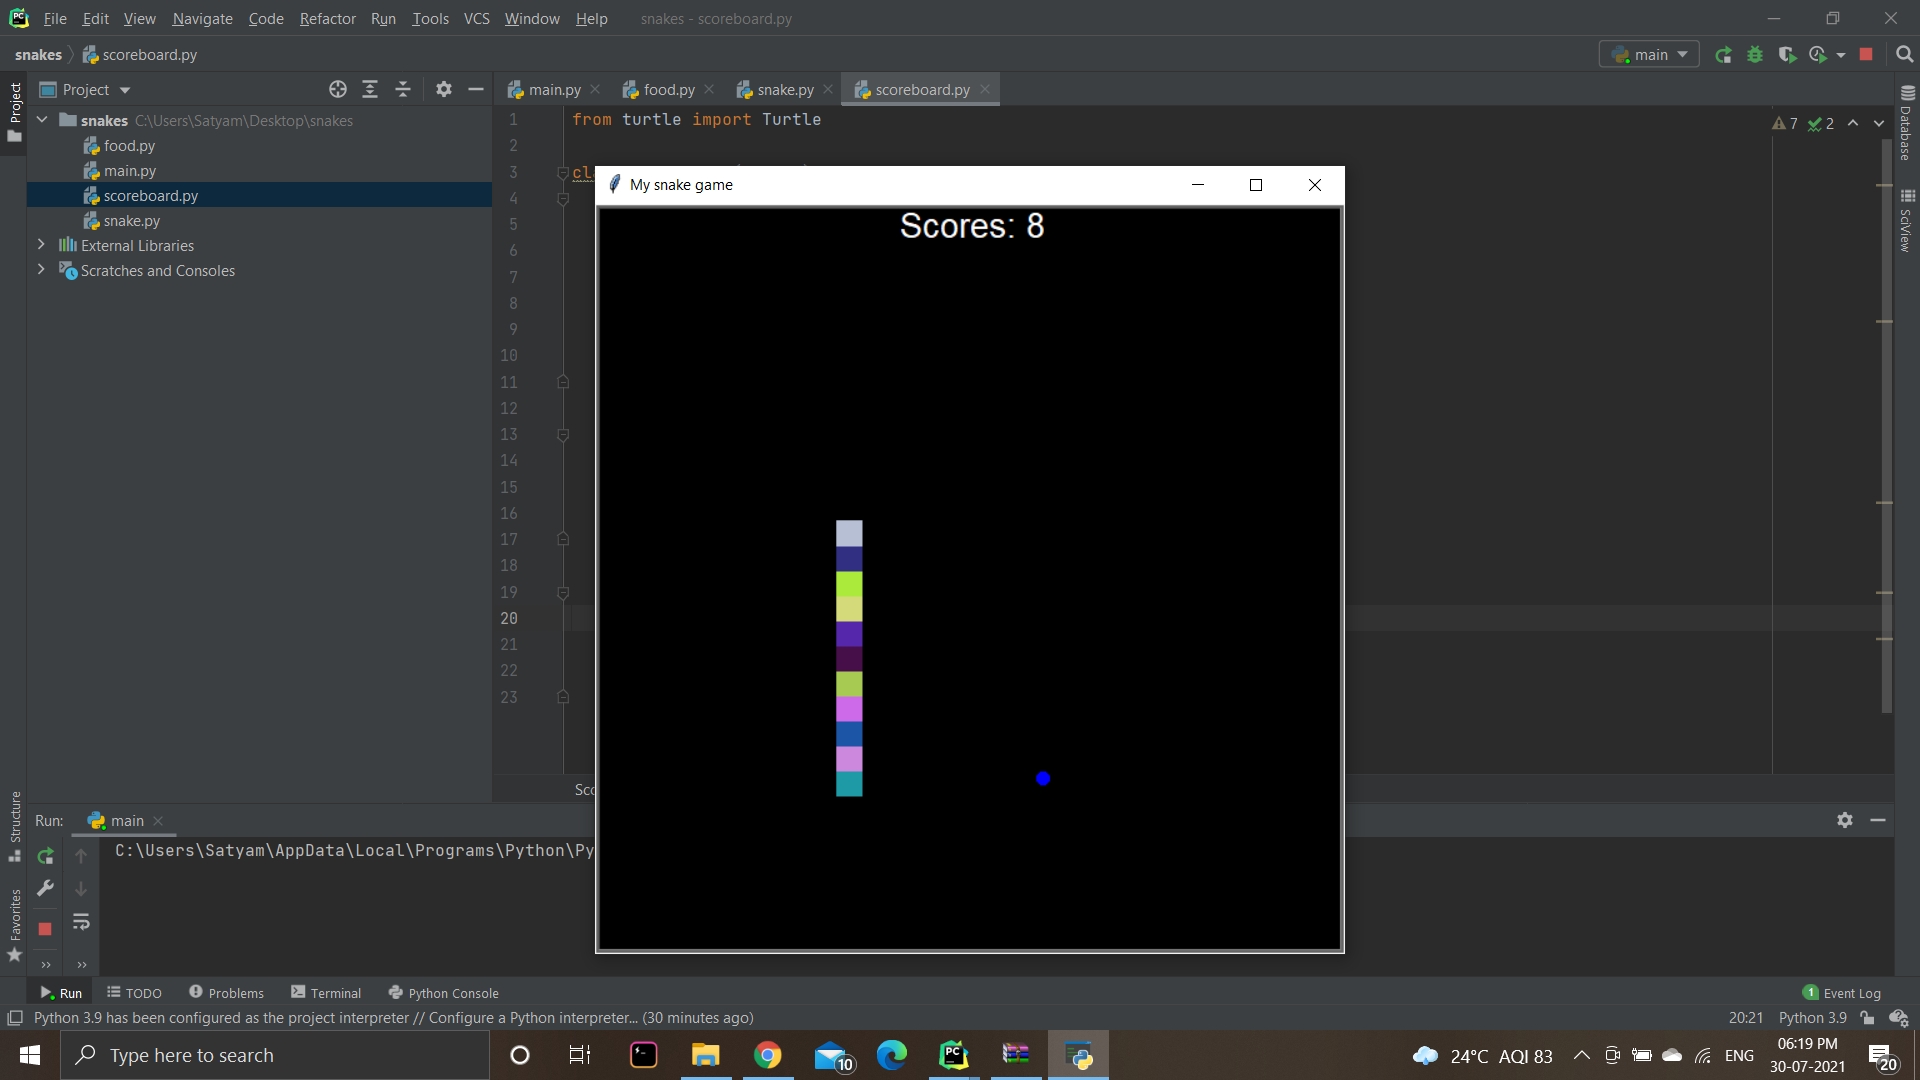 File Edit View Navigate Code Refactor Run Tools VCS Window Help snakes - scoreboard.py
snakes scoreboard.py main
Project
Project
main.py food.py snake.py scoreboard.py
snakes C:\Users\Satyam\Desktop\snakes
food.py
main.py
scoreboard.py
snake.py
External Libraries
Scratches and Consoles
1 from turtle import Turtle
7 2
2
3
4
5
6
7
8
9
10
11
12
13
14
15
16
17
18
19
20
21
22
23
My snake game
Scores: 8
Database
SciView
Structure
Favorites
Run: main
C:\Users\Satyam\AppData\Local\Programs\Python\Py
Run TODO Problems Terminal Python Console 1 Event Log
Python 3.9 has been configured as the project interpreter // Configure a Python interpreter... (30 minutes ago) 20:21 Python 3.9
Type here to search
PC
10
24°C AQI 83 ENG
06:19 PM
30-07-2021
20